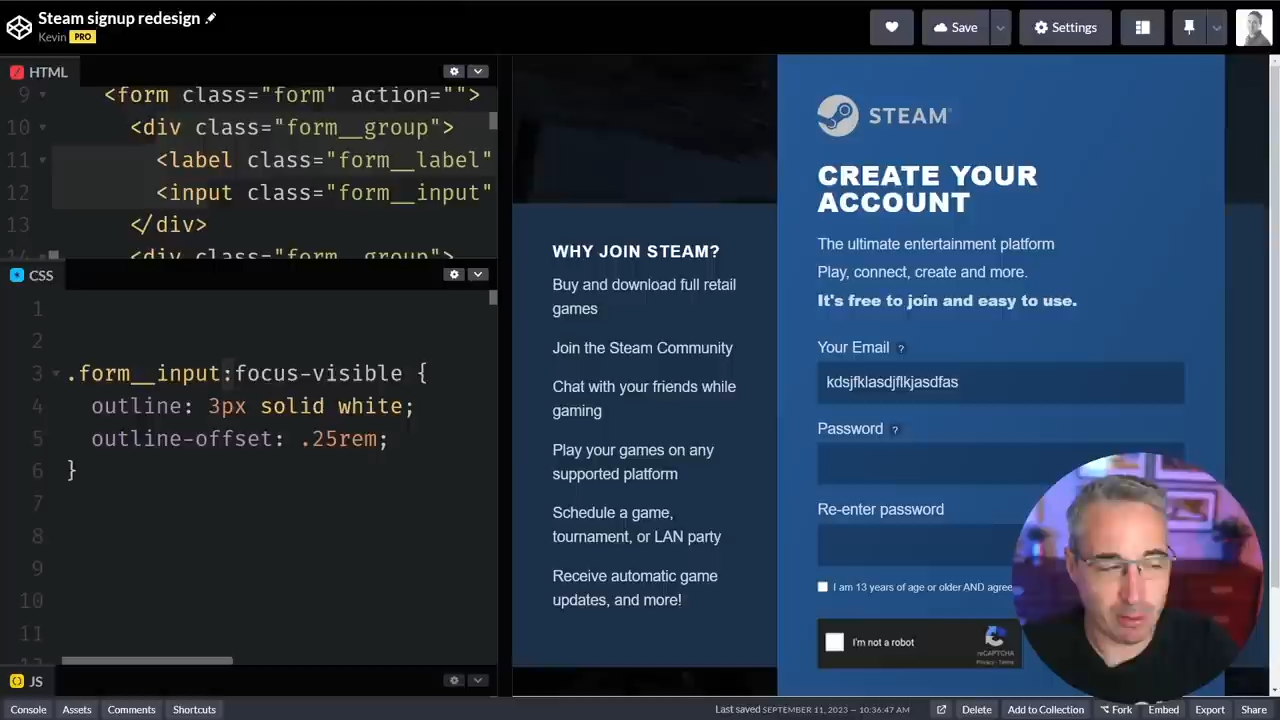 Steam signup redesign
Kevin PRO
Save
Settings
HTML
9 <form class="form" action="">
10 <div class="form__group">
11 <label class="form__label"
12 <input class="form__input"
13 </div>
14 <div class="form__group">
CSS
1
2
3 .form__input:focus-visible {
4 outline: 3px solid white;
5 outline-offset: .25rem;
6 }
7
8
9
10
11
JS
STEAM
CREATE YOUR
ACCOUNT
The ultimate entertainment platform
Play, connect, create and more.
It's free to join and easy to use.
Your Email ?
kdsjfklasdjflkjasdfas
Password ?
Re-enter password
I am 13 years of age or older AND agree
I'm not a robot
reCAPTCHA
Privacy - Terms
WHY JOIN STEAM?
Buy and download full retail
games
Join the Steam Community
Chat with your friends while
gaming
Play your games on any
supported platform
Schedule a game,
tournament, or LAN party
Receive automatic game
updates, and more!
Console Assets Comments Shortcuts
Last saved SEPTEMBER 11, 2023 — 10:36:47 AM
Delete Add to Collection Fork Embed Export Share